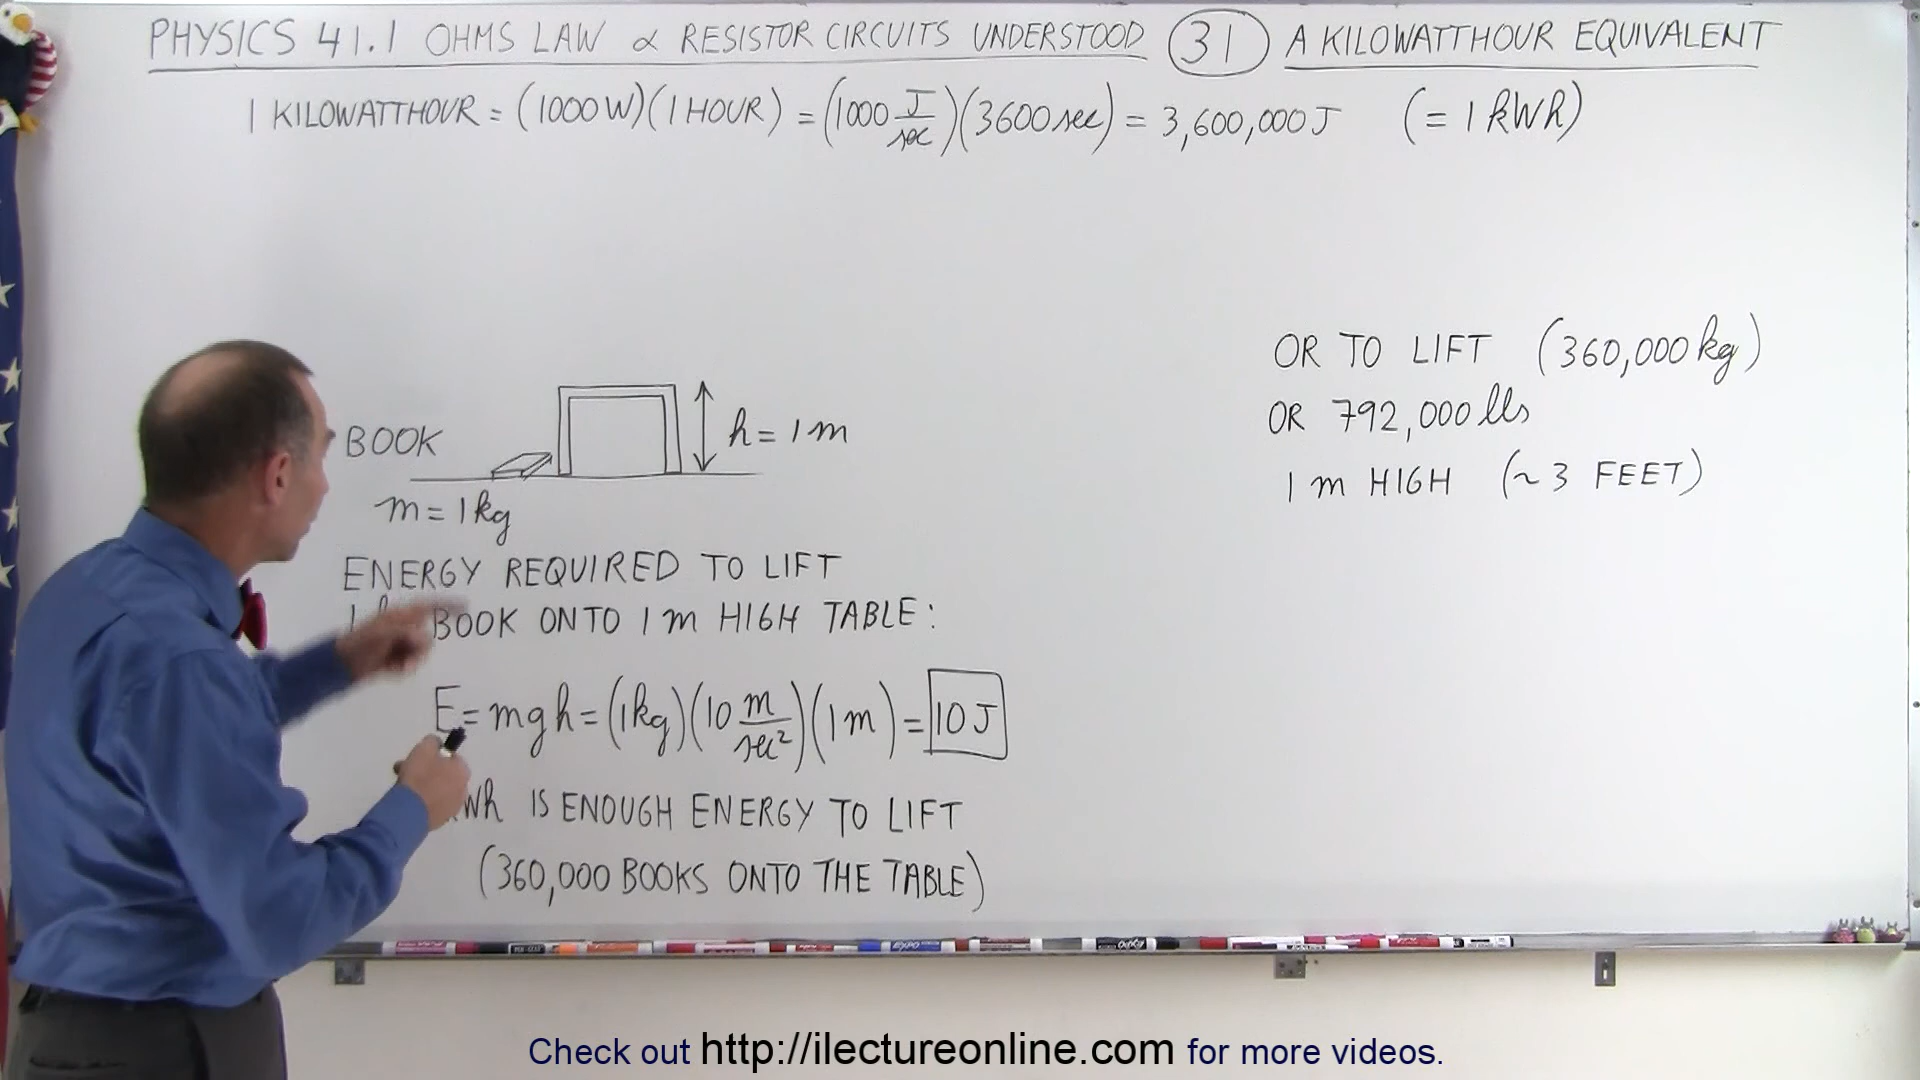 PHYSICS 41.1 OHMS LAW & RESISTOR CIRCUITS UNDERSTOOD (31) A KILOWATTHOUR EQUIVALENT
1 KILOWATTHOUR = (1000 W)(1 HOUR) = (1000 J/sec)(3600 sec) = 3,600,000 J (= 1 kWh)
BOOK
h = 1 m
m = 1 kg
ENERGY REQUIRED TO LIFT
BOOK ONTO 1 m HIGH TABLE:
E = mgh = (1kg)(10 m/sec²)(1 m) = 10 J
Wh IS ENOUGH ENERGY TO LIFT
(360,000 BOOKS ONTO THE TABLE)
OR TO LIFT (360,000 kg)
OR 792,000 lbs
1 m HIGH (~ 3 FEET)
Check out http://ilectureonline.com for more videos.